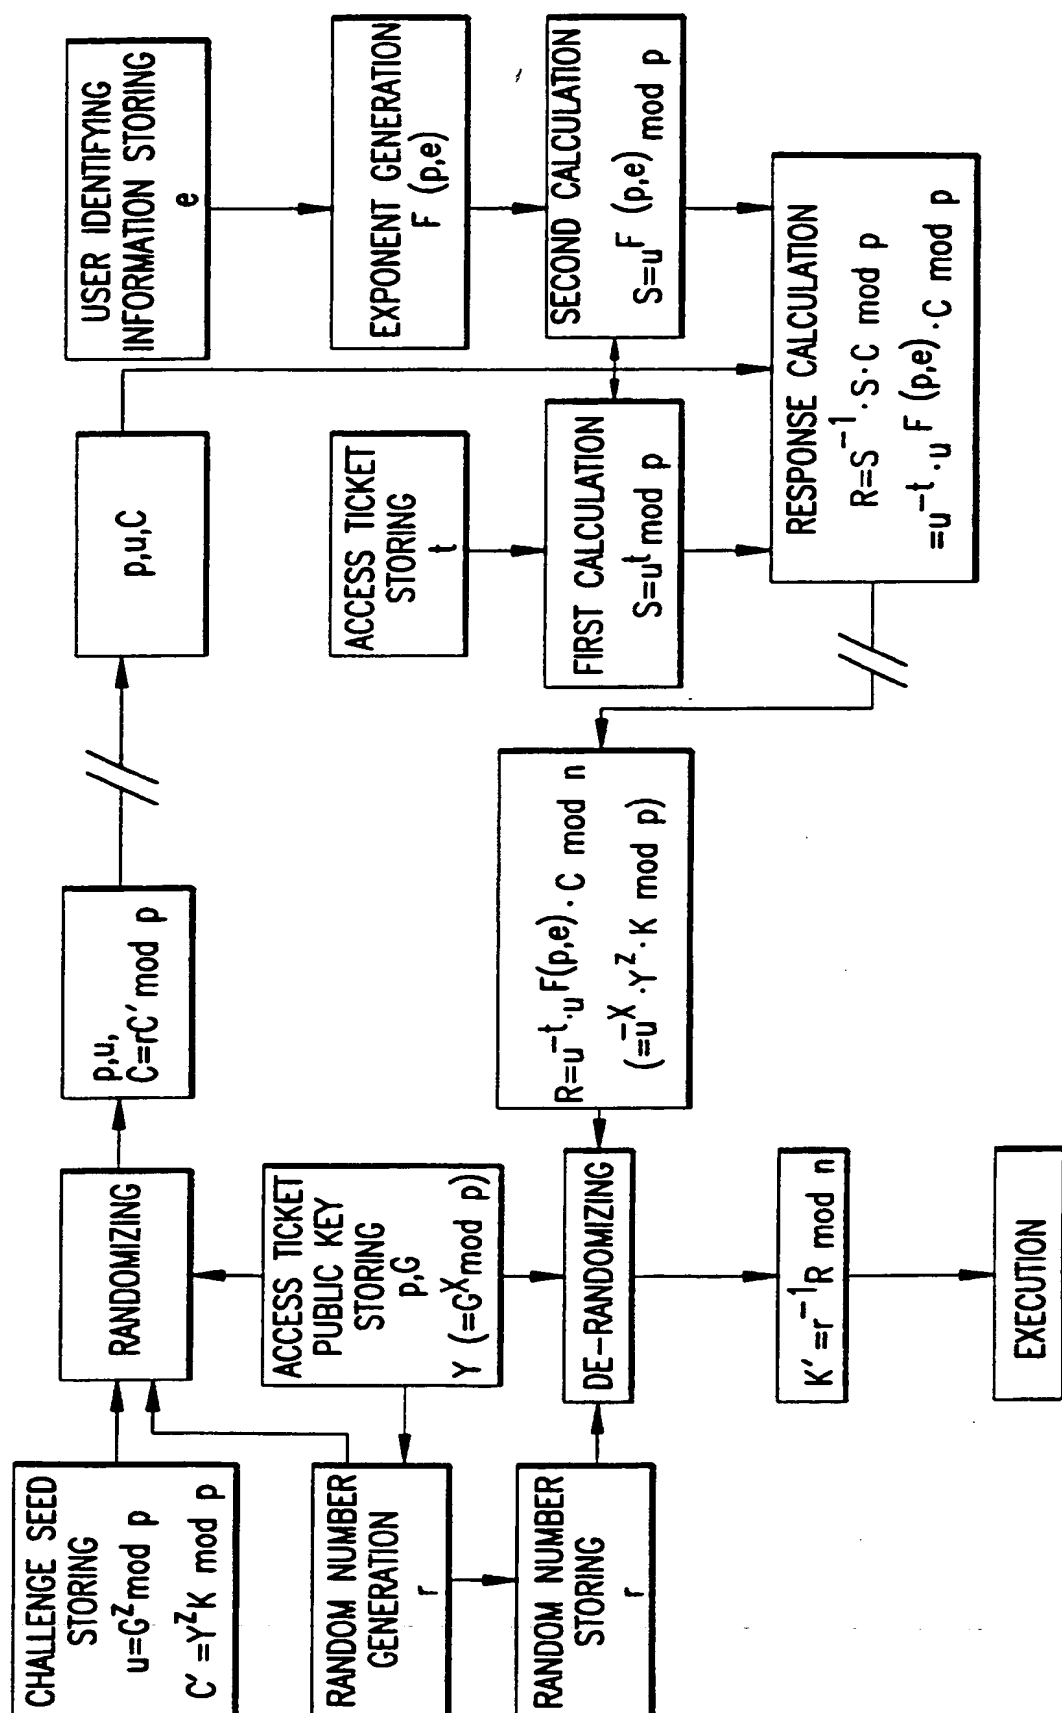 CHALLENGE SEED
STORING
u=G^Z mod p
C′=Y^Z K mod p
RANDOMIZING
p,u,
C=rC′ mod p
p,u,C
USER IDENTIFYING
INFORMATION STORING
e
RANDOM NUMBER
GENERATION
r
ACCESS TICKET
PUBLIC KEY
STORING
p,G
Y (=G^X mod p)
ACCESS TICKET
STORING
t
EXPONENT GENERATION
F (p,e)
RANDOM NUMBER
STORING
r
DE-RANDOMIZING
R=u^-t·u^F(p,e)·C mod n
(=u^-X·Y^Z·K mod p)
FIRST CALCULATION
S=u^t mod p
SECOND CALCULATION
S=u^F (p,e) mod p
K′=r^-1 R mod n
RESPONSE CALCULATION
R=S^-1·S·C mod p
=u^-t·u^F (p,e)·C mod p
EXECUTION